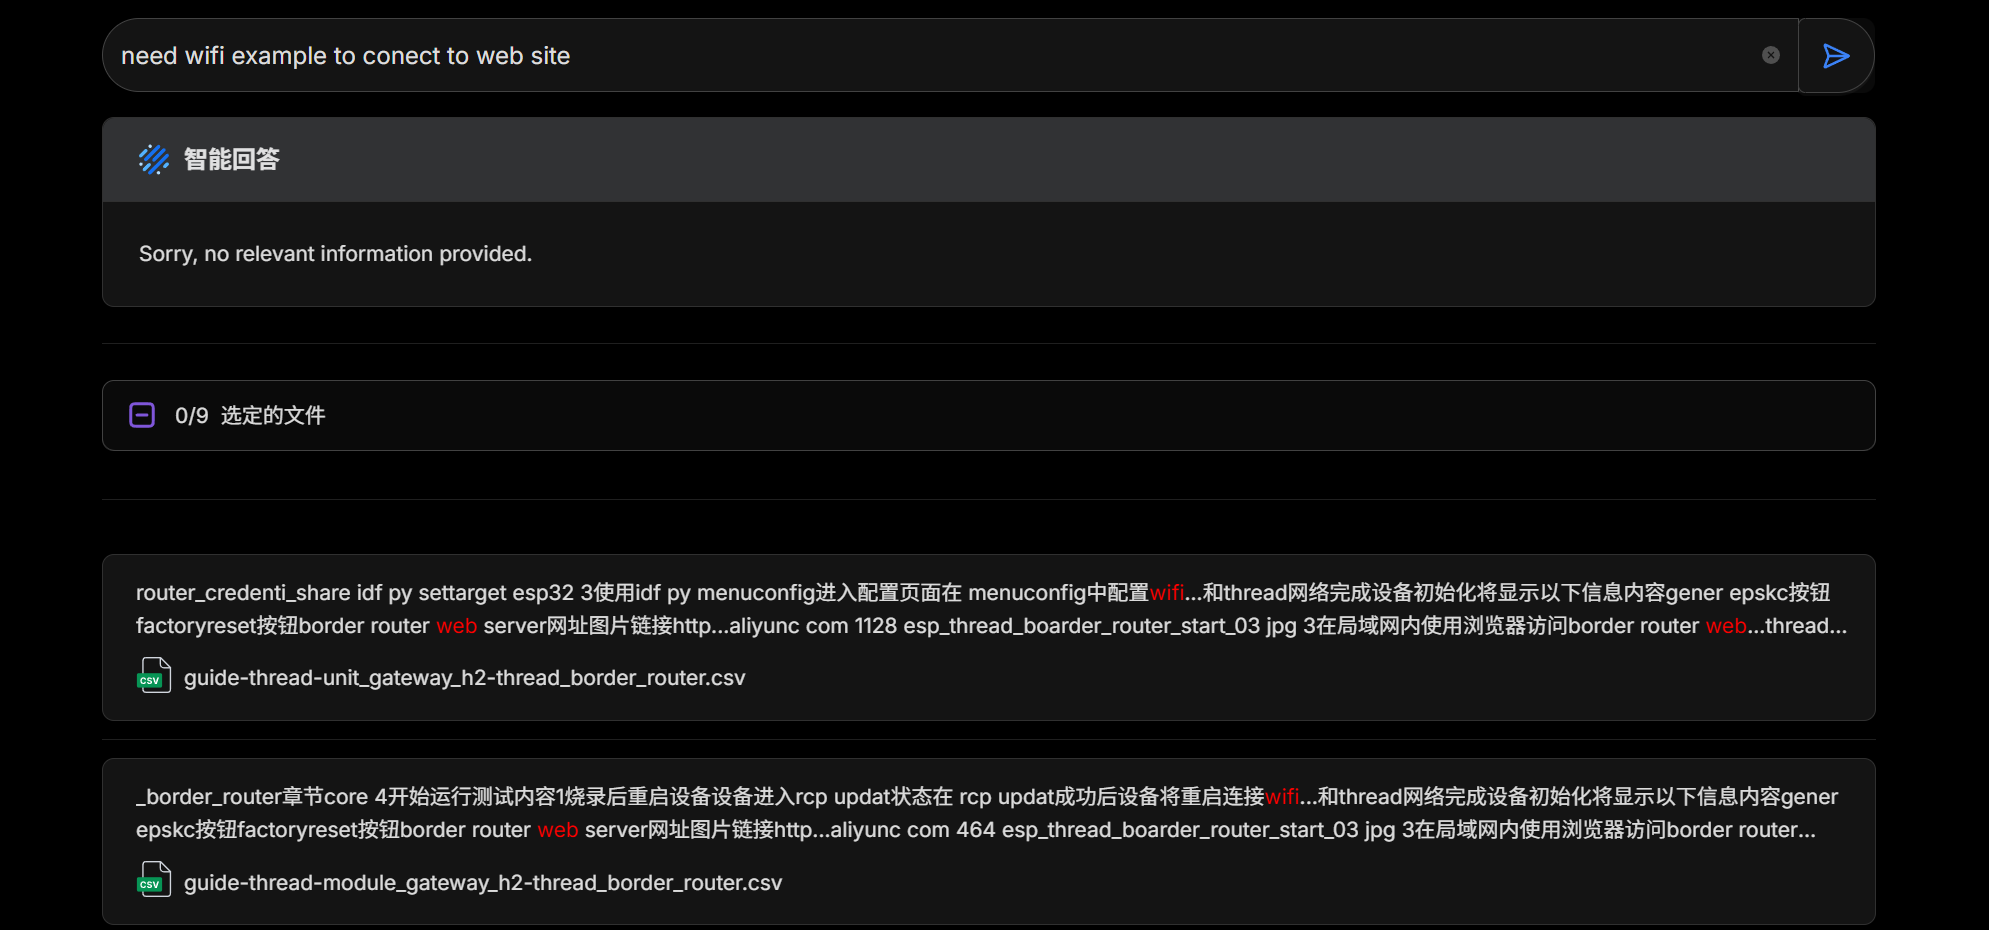 need wifi example to conect to web site
智能回答
Sorry, no relevant information provided.
0/9 选定的文件
router_credenti_share idf py settarget esp32 3使用idf py menuconfig进入配置页面在 menuconfig中配置wifi...和thread网络完成设备初始化将显示以下信息内容gener epskc按钮
factoryreset按钮border router web server网址图片链接http...aliyunc com 1128 esp_thread_boarder_router_start_03 jpg 3在局域网内使用浏览器访问border router web...thread...
CSV
guide-thread-unit_gateway_h2-thread_border_router.csv
_border_router章节core 4开始运行测试内容1烧录后重启设备设备进入rcp updat状态在 rcp updat成功后设备将重启连接wifi...和thread网络完成设备初始化将显示以下信息内容gener
epskc按钮factoryreset按钮border router web server网址图片链接http...aliyunc com 464 esp_thread_boarder_router_start_03 jpg 3在局域网内使用浏览器访问border router...
CSV
guide-thread-module_gateway_h2-thread_border_router.csv